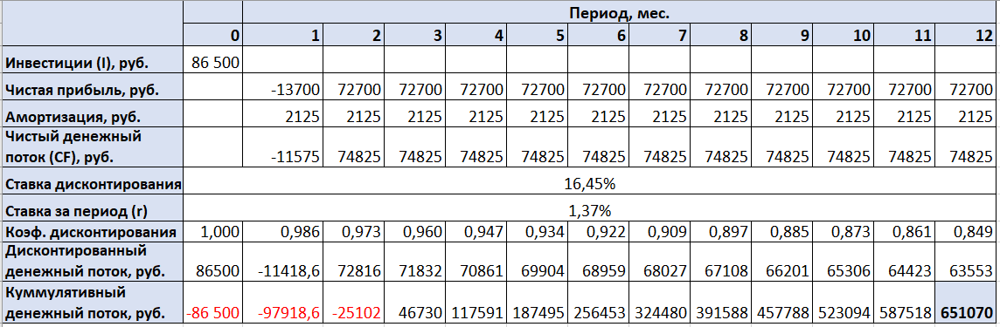 Период, мес.
0 1 2 3 4 5 6 7 8 9 10 11 12
Инвестиции (I), руб. 86 500
Чистая прибыль, руб. -13700 72700 72700 72700 72700 72700 72700 72700 72700 72700 72700 72700
Амортизация, руб. 2125 2125 2125 2125 2125 2125 2125 2125 2125 2125 2125 2125
Чистый денежный
поток (CF), руб. -11575 74825 74825 74825 74825 74825 74825 74825 74825 74825 74825 74825
Ставка дисконтирования 16,45%
Ставка за период (r) 1,37%
Коэф. дисконтирования 1,000 0,986 0,973 0,960 0,947 0,934 0,922 0,909 0,897 0,885 0,873 0,861 0,849
Дисконтированный
денежный поток, руб. 86500 -11418,6 72816 71832 70861 69904 68959 68027 67108 66201 65306 64423 63553
Куммулятивный
денежный поток, руб. -86 500 -97918,6 -25102 46730 117591 187495 256453 324480 391588 457788 523094 587518 651070